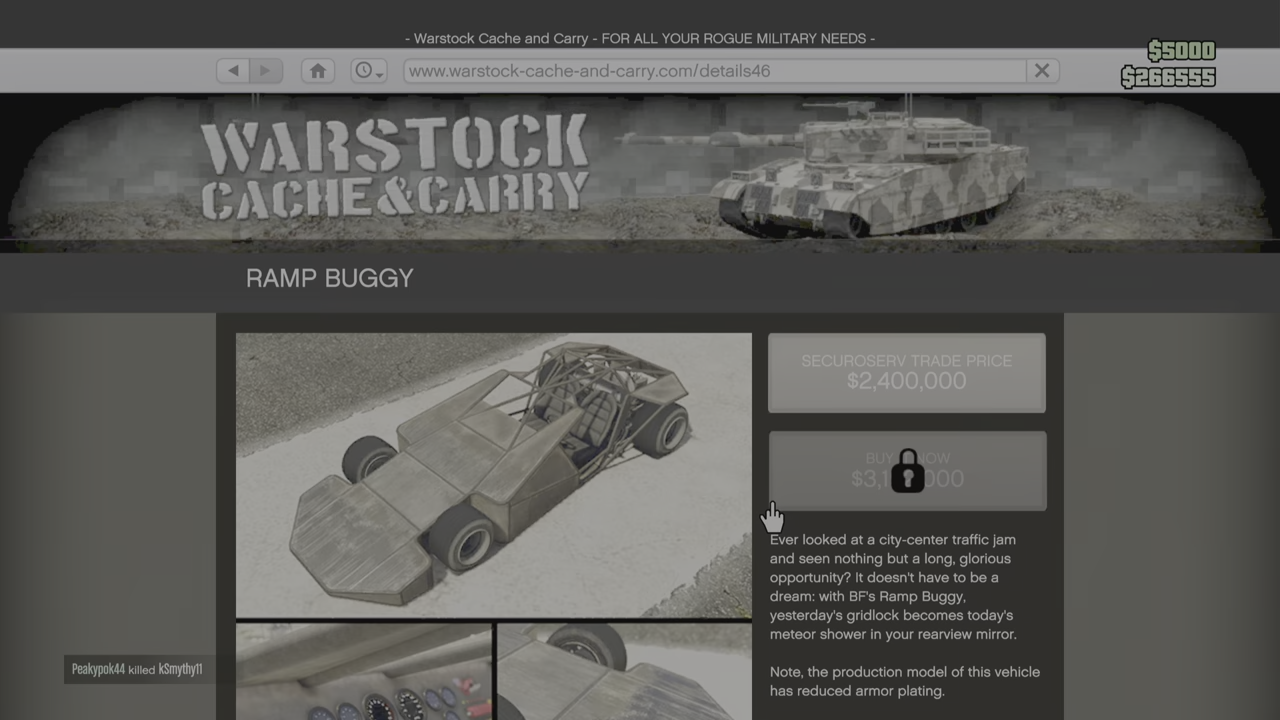 - Warstock Cache and Carry - FOR ALL YOUR ROGUE MILITARY NEEDS -
$5000
www.warstock-cache-and-carry.com/details46
$266555
WARSTOCK
CACHE&CARRY
RAMP BUGGY
SECUROSERV TRADE PRICE
$2,400,000
BUY NOW
Ever looked at a city-center traffic jam
and seen nothing but a long, glorious
opportunity? It doesn't have to be a
dream: with BF's Ramp Buggy,
yesterday's gridlock becomes today's
meteor shower in your rearview mirror.
Note, the production model of this vehicle
has reduced armor plating.
Peakypok44 killed kSmythy11